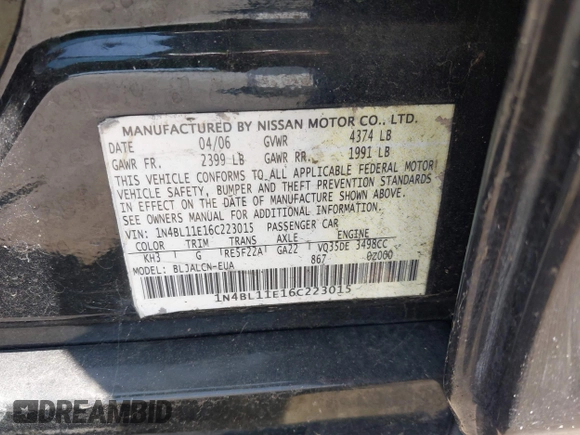 MANUFACTURED BY NISSAN MOTOR CO., LTD.
DATE 04/06 GVWR 4374 LB
GAWR FR. 2399 LB GAWR RR. 1991 LB
THIS VEHICLE CONFORMS TO ALL APPLICABLE FEDERAL MOTOR
VEHICLE SAFETY, BUMPER AND THEFT PREVENTION STANDARDS
IN EFFECT ON THE DATE OF MANUFACTURE SHOWN ABOVE.
SEE OWNERS MANUAL FOR ADDITIONAL INFORMATION.
VIN: 1N4BL11E16C223015 PASSENGER CAR
COLOR TRIM TRANS AXLE ENGINE
KH3 G RE5F22A GA22 VQ35DE 3498CC
MODEL: BLJALCN-EUA 867 0Z000
1N4BL11E16C223015
DREAMBID